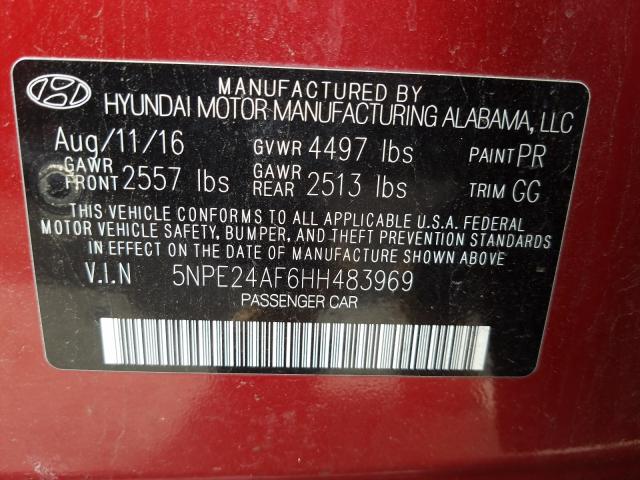 MANUFACTURED BY
HYUNDAI MOTOR MANUFACTURING ALABAMA, LLC
Aug/11/16 GVWR 4497 lbs PAINT PR
GAWR FRONT 2557 lbs GAWR REAR 2513 lbs TRIM GG
THIS VEHICLE CONFORMS TO ALL APPLICABLE U.S.A. FEDERAL
MOTOR VEHICLE SAFETY, BUMPER, AND THEFT PREVENTION STANDARDS
IN EFFECT ON THE DATE OF MANUFACTURE SHOWN ABOVE
V.I.N 5NPE24AF6HH483969
PASSENGER CAR